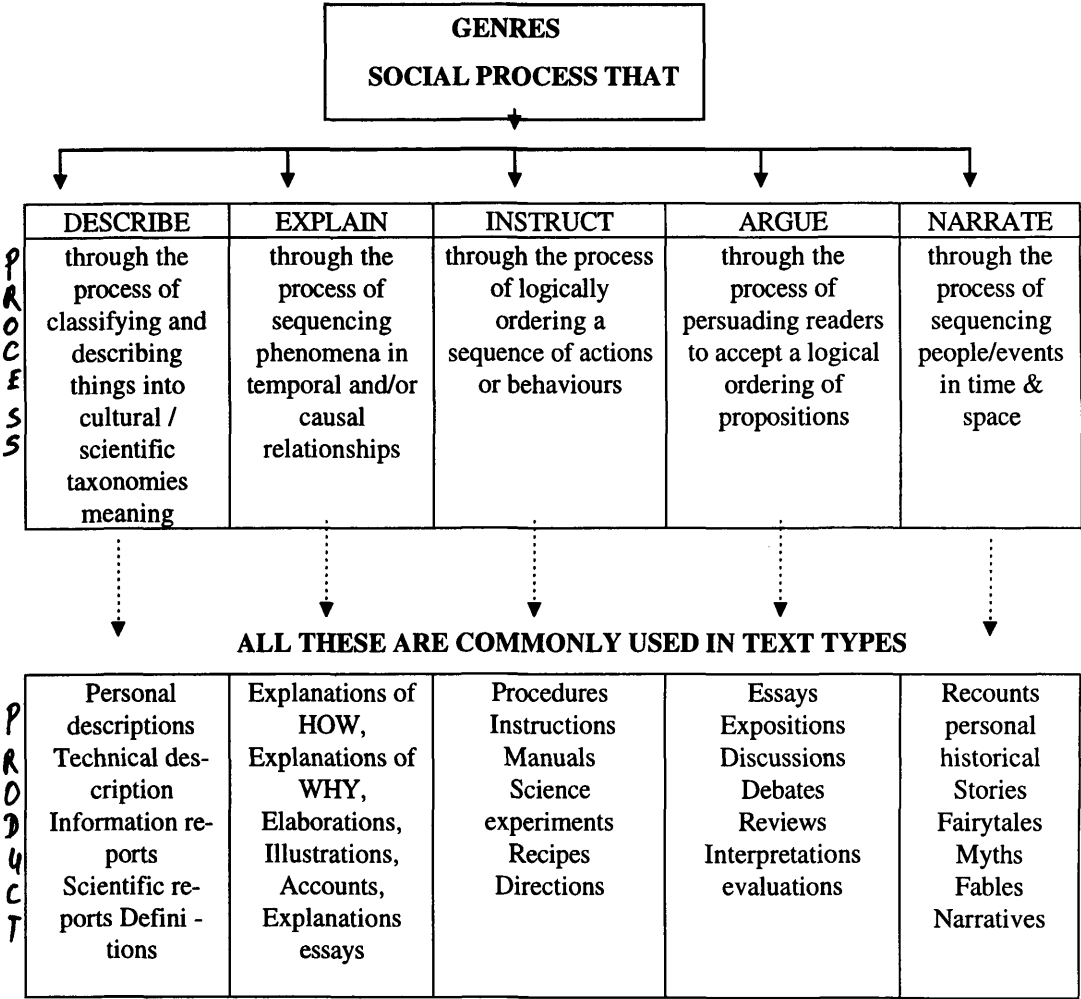 GENRES
SOCIAL PROCESS THAT
DESCRIBE
through the
process of
classifying and
describing
things into
cultural /
scientific
taxonomies
meaning
EXPLAIN
through the
process of
sequencing
phenomena in
temporal and/or
causal
relationships
INSTRUCT
through the process
of logically
ordering a
sequence of actions
or behaviours
ARGUE
through the
process of
persuading readers
to accept a logical
ordering of
propositions
NARRATE
through the
process of
sequencing
people/events
in time &
space
PROCESS
ALL THESE ARE COMMONLY USED IN TEXT TYPES
Personal
descriptions
Technical des-
cription
Information re-
ports
Scientific re-
ports Defini -
tions
Explanations of
HOW,
Explanations of
WHY,
Elaborations,
Illustrations,
Accounts,
Explanations
essays
Procedures
Instructions
Manuals
Science
experiments
Recipes
Directions
Essays
Expositions
Discussions
Debates
Reviews
Interpretations
evaluations
Recounts
personal
historical
Stories
Fairytales
Myths
Fables
Narratives
PRODUCT